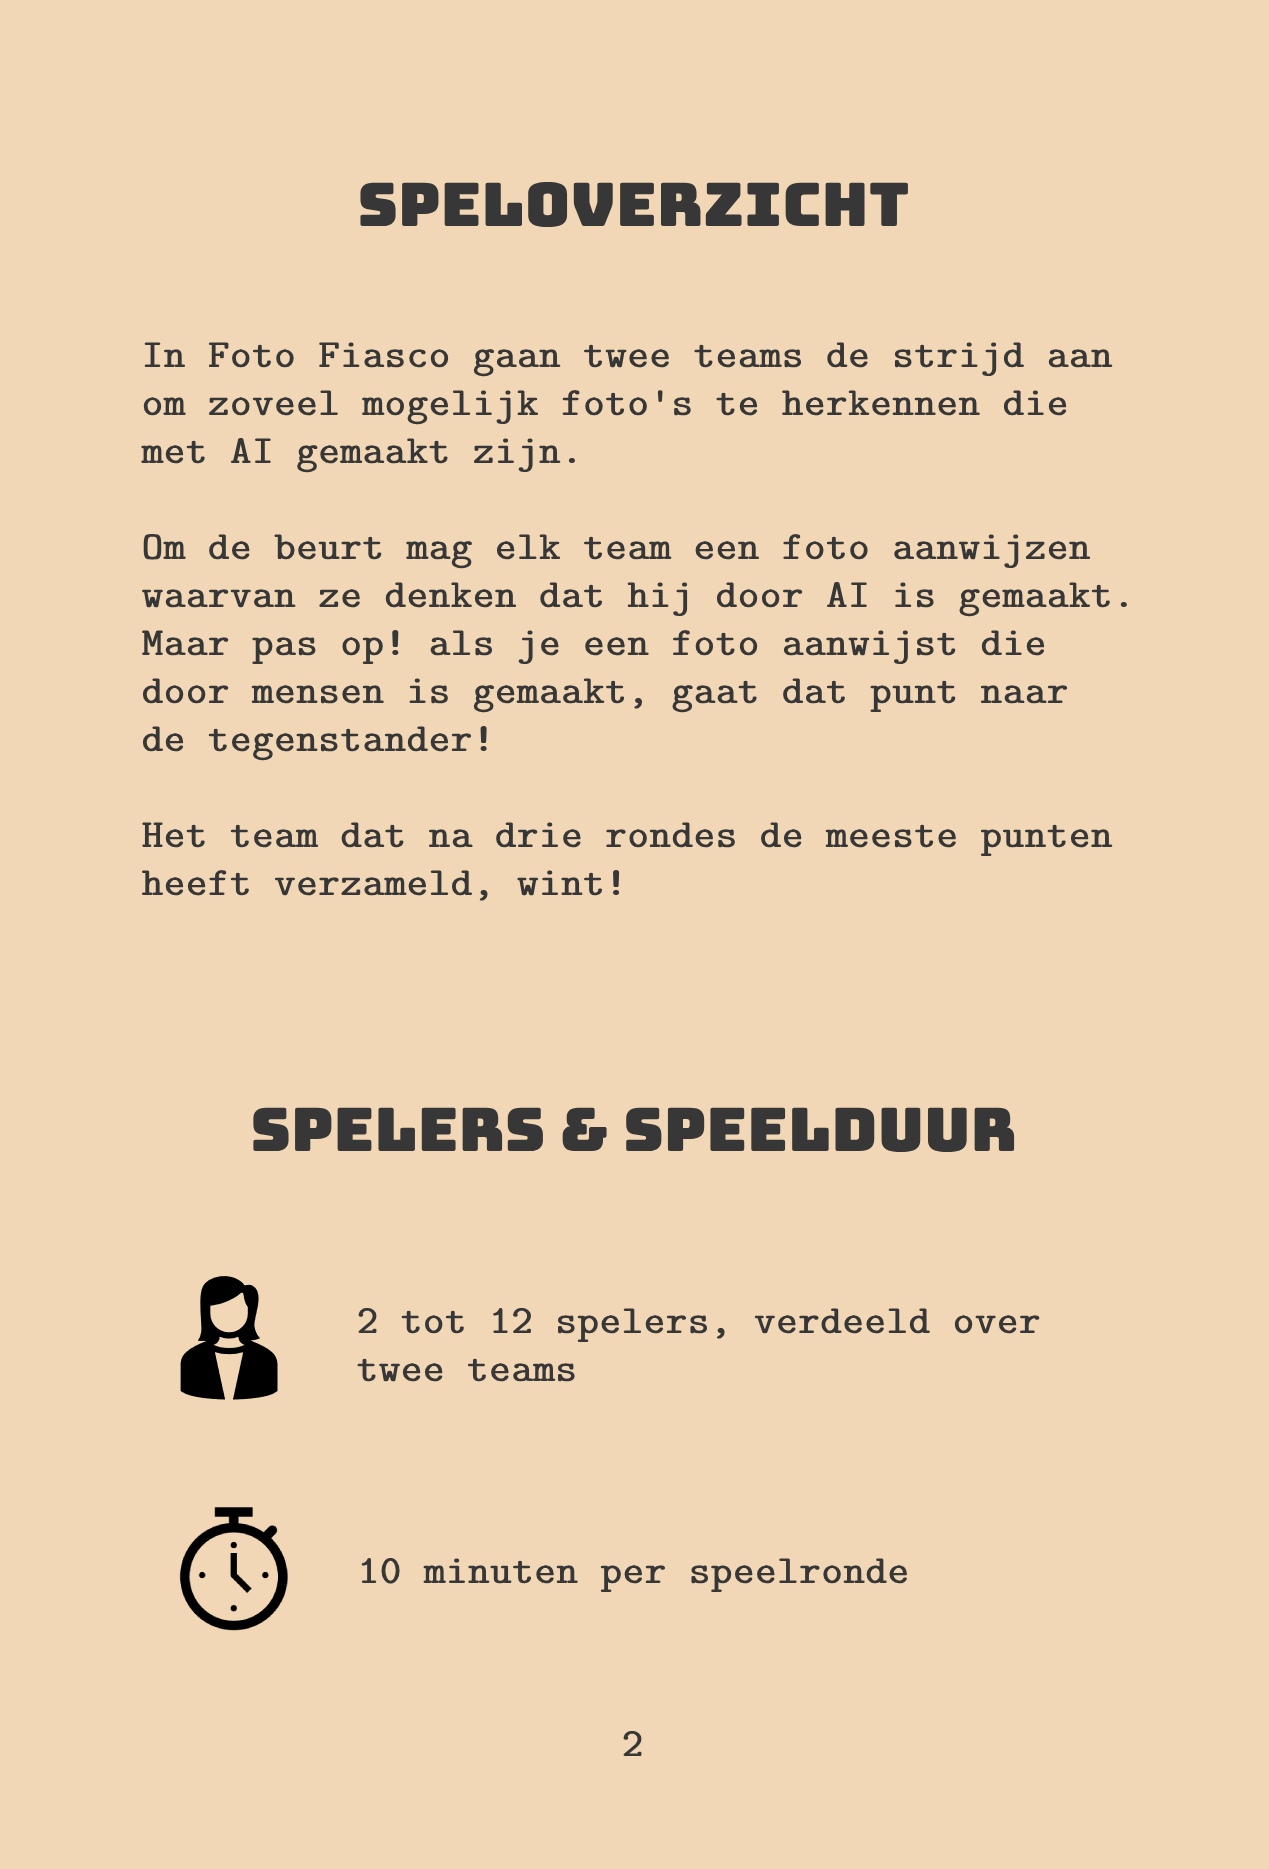 SPELOVERZICHT
In Foto Fiasco gaan twee teams de strijd aan
om zoveel mogelijk foto's te herkennen die
met AI gemaakt zijn.
Om de beurt mag elk team een foto aanwijzen
waarvan ze denken dat hij door AI is gemaakt.
Maar pas op! als je een foto aanwijst die
door mensen is gemaakt, gaat dat punt naar
de tegenstander!
Het team dat na drie rondes de meeste punten
heeft verzameld, wint!
SPELERS & SPEELDUUR
2 tot 12 spelers, verdeeld over
twee teams
10 minuten per speelronde
2